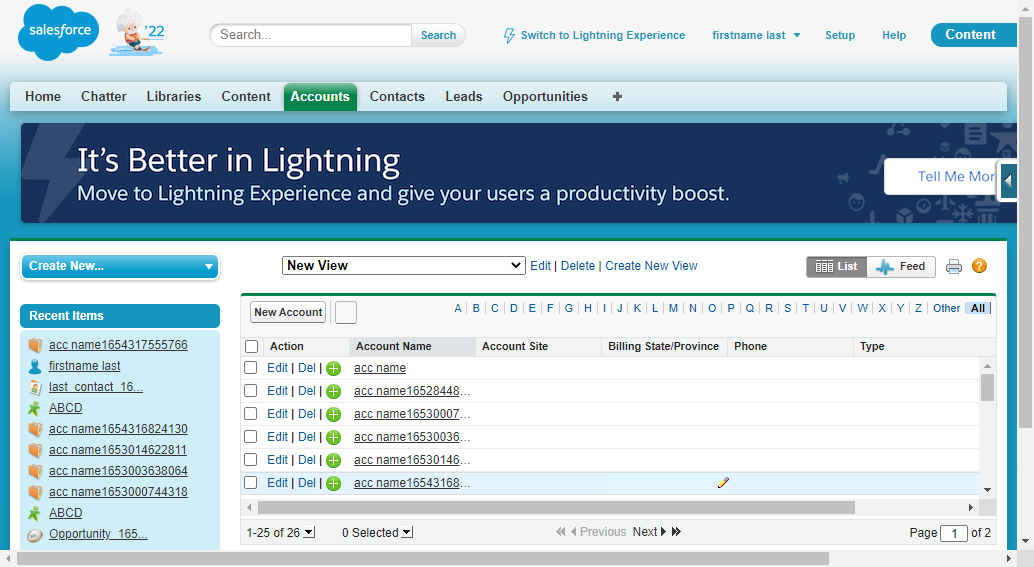 salesforce
'22
Search...
Search
Switch to Lightning Experience
firstname last
Setup
Help
Content
Home
Chatter
Libraries
Content
Accounts
Contacts
Leads
Opportunities
It's Better in Lightning
Move to Lightning Experience and give your users a productivity boost.
Tell Me Mor
Create New...
New View
Edit | Delete | Create New View
List
Feed
Recent Items
acc name1654317555766
firstname last
last_contact_16...
ABCD
acc name1654316824130
acc name1653014622811
acc name1653003638064
acc name1653000744318
ABCD
Opportunity_165...
New Account
A | B | C | D | E | F | G | H | I | J | K | L | M | N | O | P | Q | R | S | T | U | V | W | X | Y | Z | Other | All
Action Account Name Account Site Billing State/Province Phone Type
Edit | Del | acc name
Edit | Del | acc name16528448...
Edit | Del | acc name16530007...
Edit | Del | acc name16530036...
Edit | Del | acc name16530146...
Edit | Del | acc name16543168...
1-25 of 26
0 Selected
Previous Next
Page 1 of 2